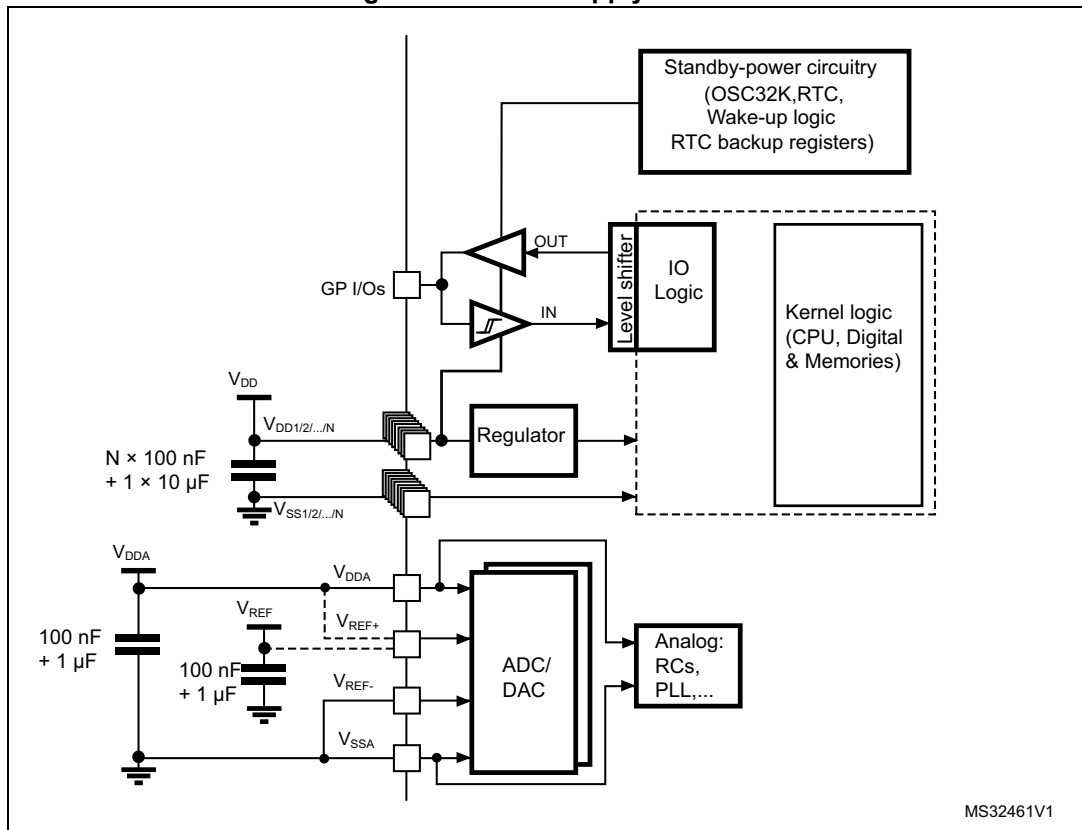 Standby-power circuitry
(OSC32K,RTC,
Wake-up logic
RTC backup registers)
OUT
GP I/Os
IN
Level shifter
IO
Logic
Kernel logic
(CPU, Digital
& Memories)
VDD
VDD1/2/.../N
Regulator
N × 100 nF
+ 1 × 10 µF
VSS1/2/.../N
VDDA
VDDA
VREF
VREF+
100 nF
+ 1 µF
100 nF
+ 1 µF
VREF-
ADC/
DAC
Analog:
RCs,
PLL,...
VSSA
MS32461V1